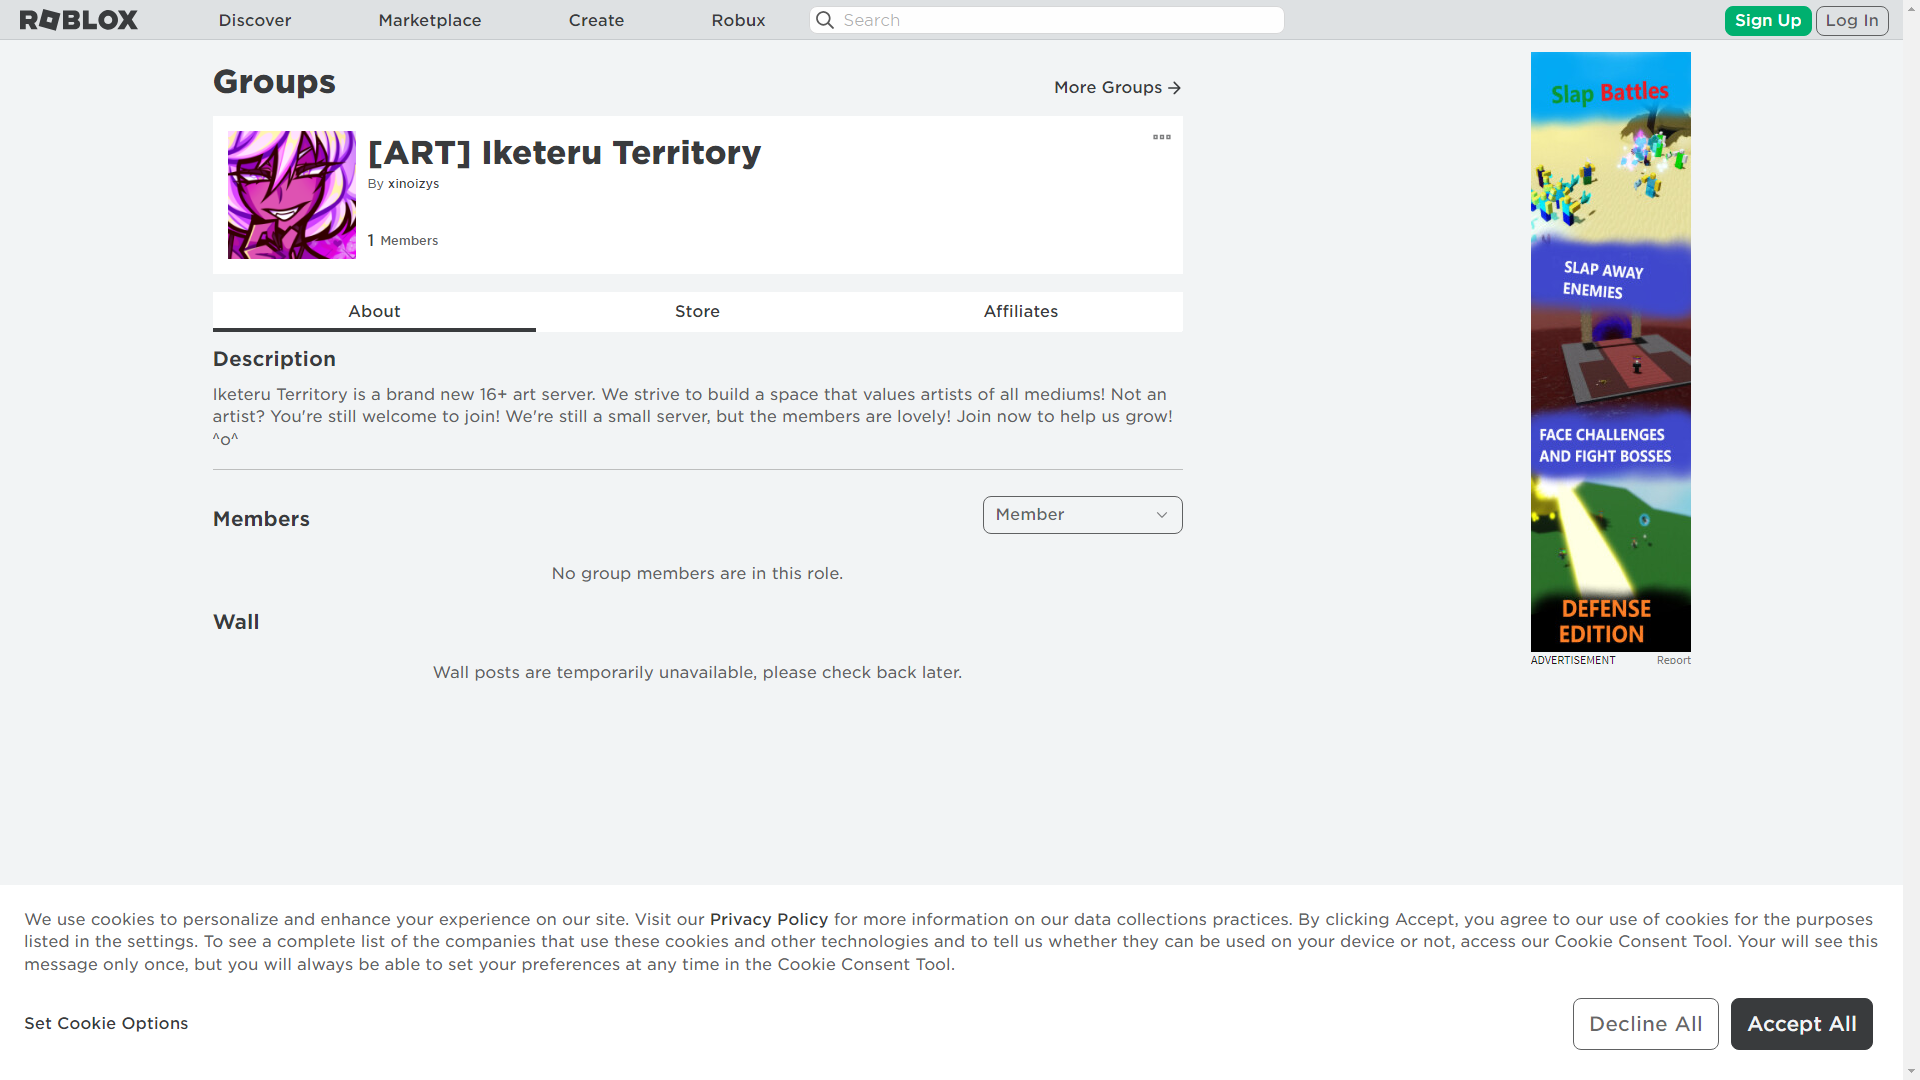 ROBLOX
Discover
Marketplace
Create
Robux
Search
Sign Up
Log In
Groups
More Groups
[ART] Iketeru Territory
By xinoizys
1 Members
About
Store
Affiliates
Description
Iketeru Territory is a brand new 16+ art server. We strive to build a space that values artists of all mediums! Not an
artist? You're still welcome to join! We're still a small server, but the members are lovely! Join now to help us grow!
^o^
Members
Member
No group members are in this role.
Wall
Wall posts are temporarily unavailable, please check back later.
Slap Battles
SLAP AWAY
ENEMIES
FACE CHALLENGES
AND FIGHT BOSSES
DEFENSE
EDITION
ADVERTISEMENT
Report
We use cookies to personalize and enhance your experience on our site. Visit our Privacy Policy for more information on our data collections practices. By clicking Accept, you agree to our use of cookies for the purposes
listed in the settings. To see a complete list of the companies that use these cookies and other technologies and to tell us whether they can be used on your device or not, access our Cookie Consent Tool. Your will see this
message only once, but you will always be able to set your preferences at any time in the Cookie Consent Tool.
Set Cookie Options
Decline All
Accept All